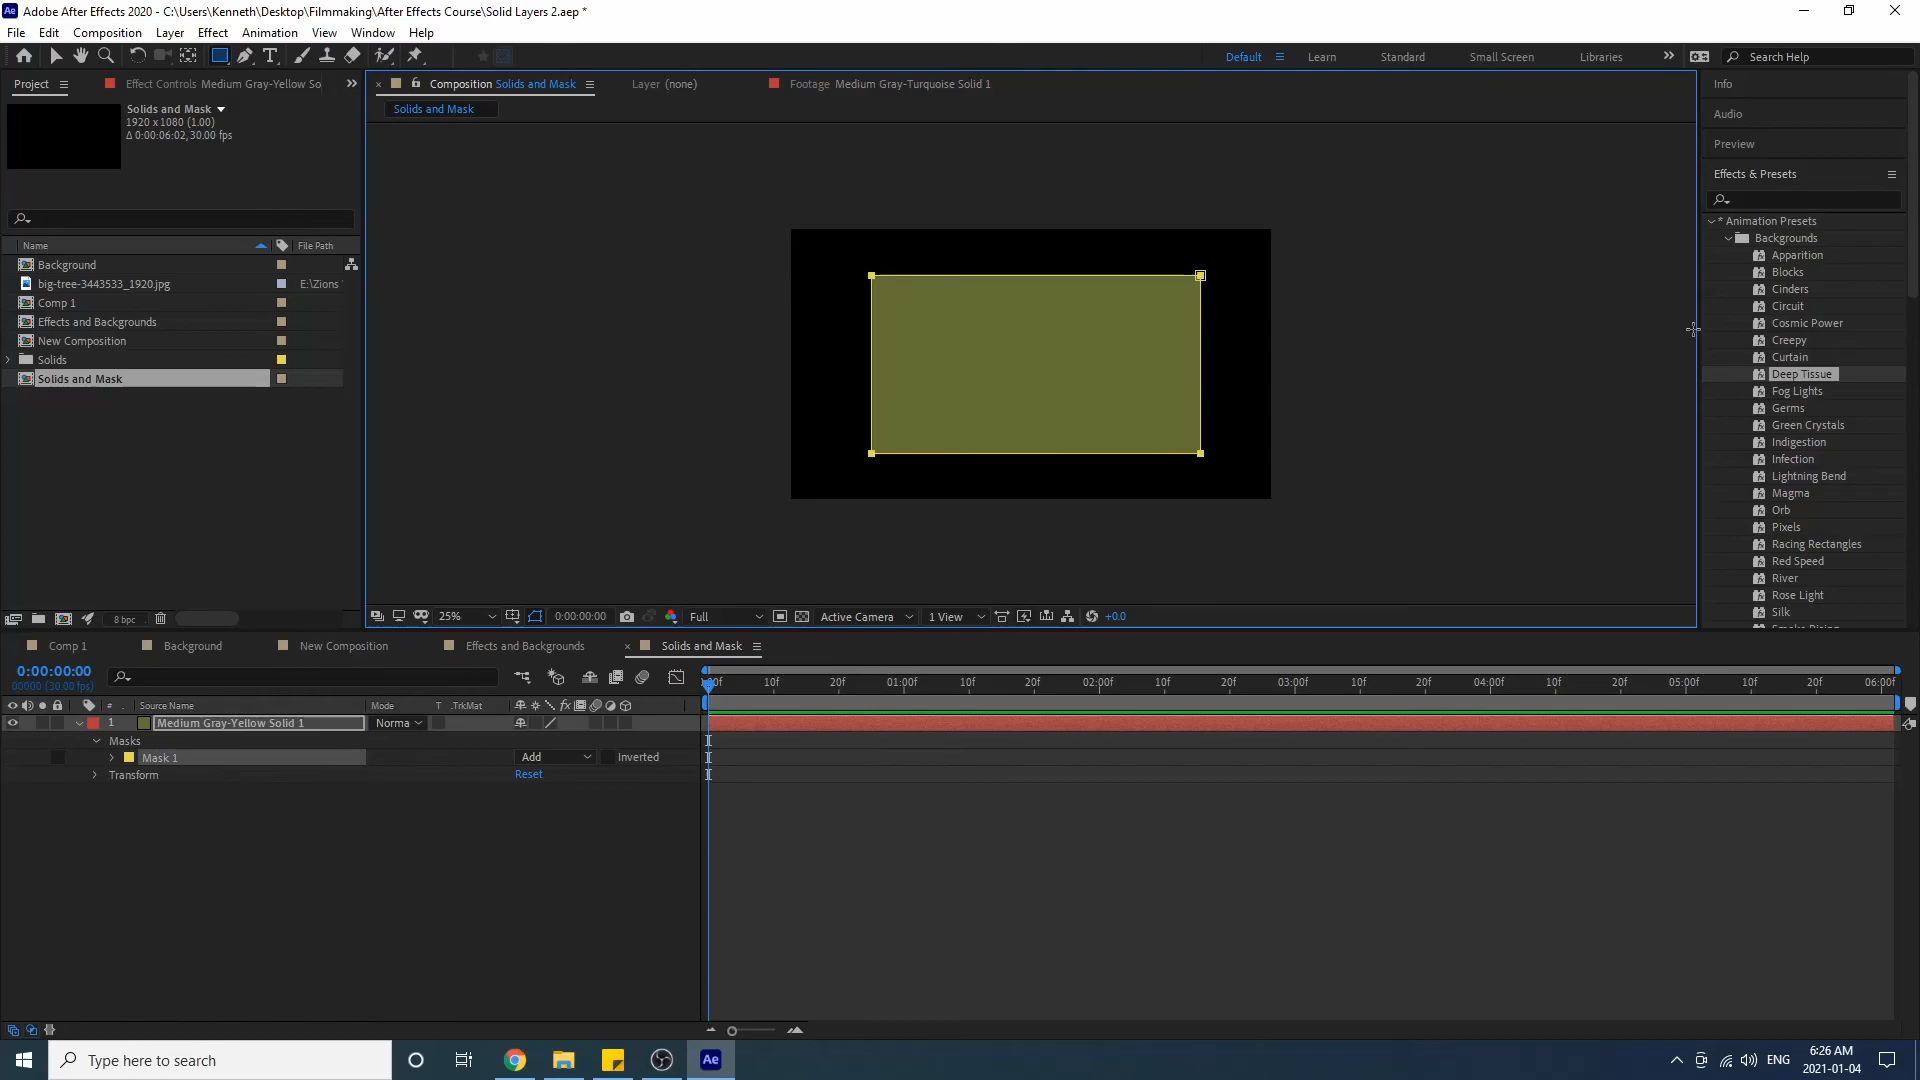 Adobe After Effects 2020 - C:\Users\Kenneth\Desktop\Filmmaking\After Effects Course\Solid Layers 2.aep *
File Edit Composition Layer Effect Animation View Window Help
Default Learn Standard Small Screen Libraries Search Help
Project Effect Controls Medium Gray-Yellow So
Composition Solids and Mask Layer (none) Footage Medium Gray-Turquoise Solid 1
Solids and Mask
Solids and Mask
1920 x 1080 (1.00)
Δ 0:00:06:02, 30.00 fps
Name File Path
Background
big-tree-3443533_1920.jpg E:\Zions
Comp 1
Effects and Backgrounds
New Composition
Solids
Solids and Mask
8 bpc
25% 0:00:00:00 Full Active Camera 1 View +0.0
Info
Audio
Preview
Effects & Presets
* Animation Presets
Backgrounds
Apparition
Blocks
Cinders
Circuit
Cosmic Power
Creepy
Curtain
Deep Tissue
Fog Lights
Germs
Green Crystals
Indigestion
Infection
Lightning Bend
Magma
Orb
Pixels
Racing Rectangles
Red Speed
River
Rose Light
Silk
Comp 1 Background New Composition Effects and Backgrounds Solids and Mask
0:00:00:00
00000 (30.00 fps)
10f 20f 01:00f 10f 20f 02:00f 10f 20f 03:00f 10f 20f 04:00f 10f 20f 05:00f 10f 20f 06:00f
# Source Name Mode T .TrkMat
1 Medium Gray-Yellow Solid 1 Norma
Masks
Mask 1 Add Inverted
Transform Reset
Type here to search
Ae
ENG
6:26 AM
2021-01-04